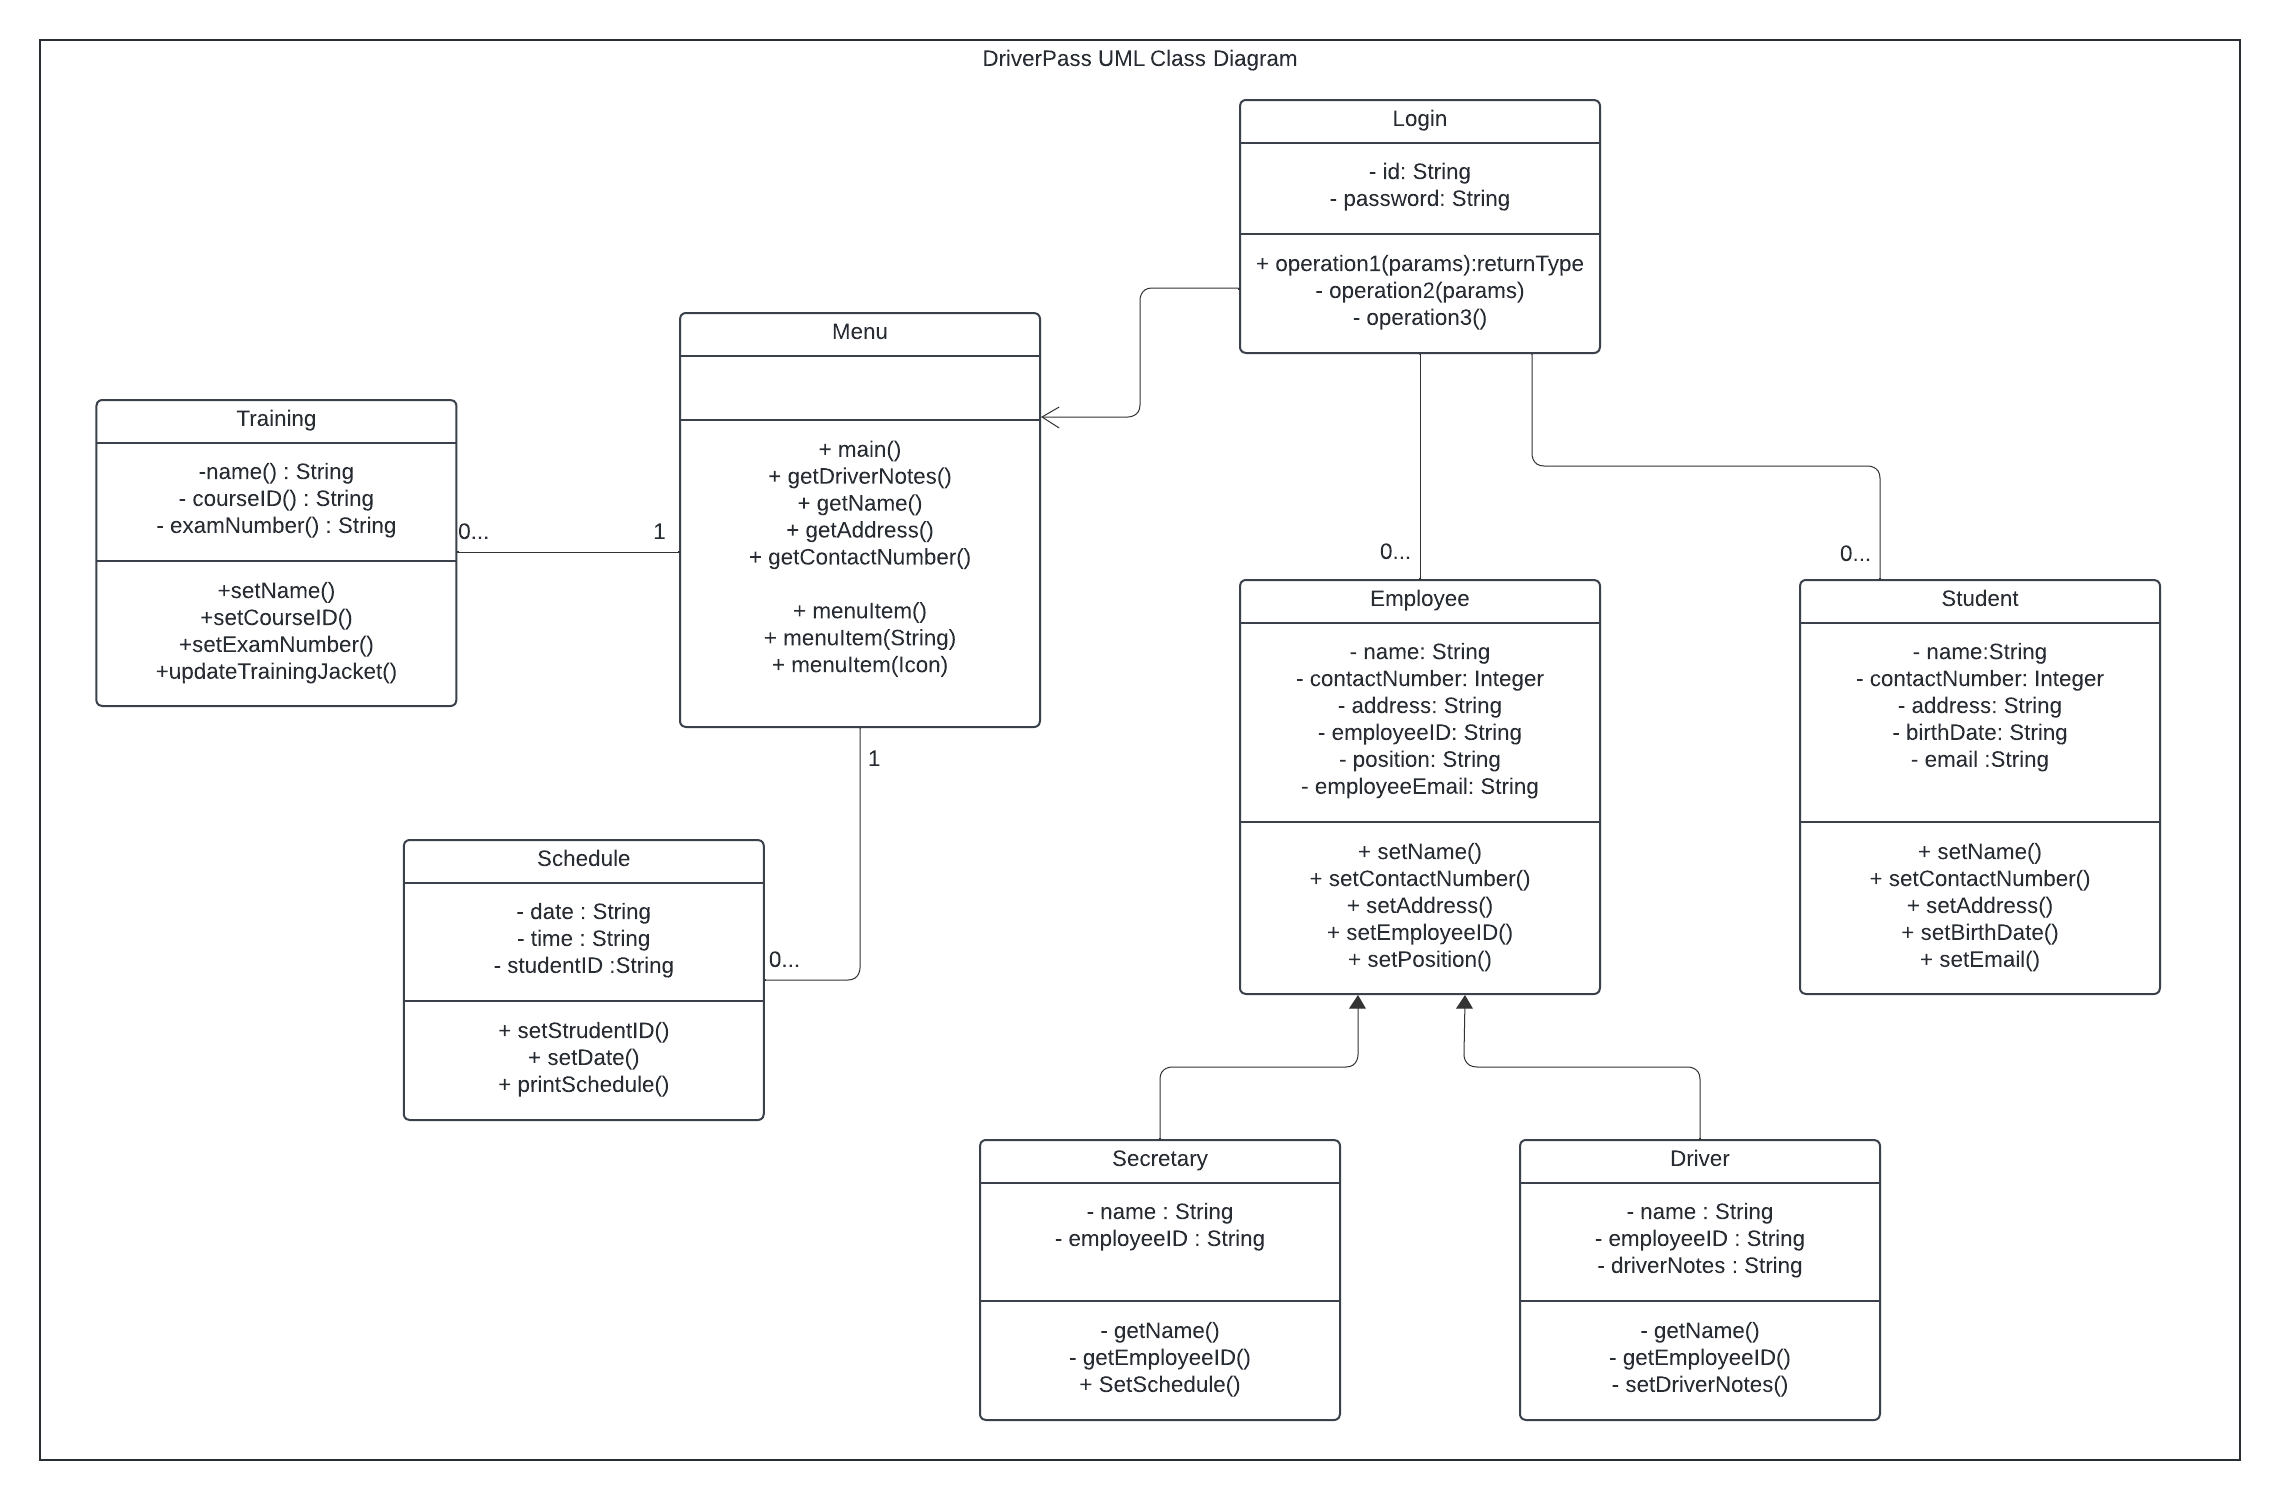 DriverPass UML Class Diagram
Login
- id: String
- password: String
+ operation1(params):returnType
- operation2(params)
- operation3()
Menu
+ main()
+ getDriverNotes()
+ getName()
+ getAddress()
+ getContactNumber()
+ menuItem()
+ menuItem(String)
+ menuItem(Icon)
Training
-name() : String
- courseID() : String
- examNumber() : String
+setName()
+setCourseID()
+setExamNumber()
+updateTrainingJacket()
0...
1
1
0...
Schedule
- date : String
- time : String
- studentID :String
+ setStrudentID()
+ setDate()
+ printSchedule()
0...
0...
Employee
- name: String
- contactNumber: Integer
- address: String
- employeeID: String
- position: String
- employeeEmail: String
+ setName()
+ setContactNumber()
+ setAddress()
+ setEmployeeID()
+ setPosition()
Student
- name:String
- contactNumber: Integer
- address: String
- birthDate: String
- email :String
+ setName()
+ setContactNumber()
+ setAddress()
+ setBirthDate()
+ setEmail()
Secretary
- name : String
- employeeID : String
- getName()
- getEmployeeID()
+ SetSchedule()
Driver
- name : String
- employeeID : String
- driverNotes : String
- getName()
- getEmployeeID()
- setDriverNotes()